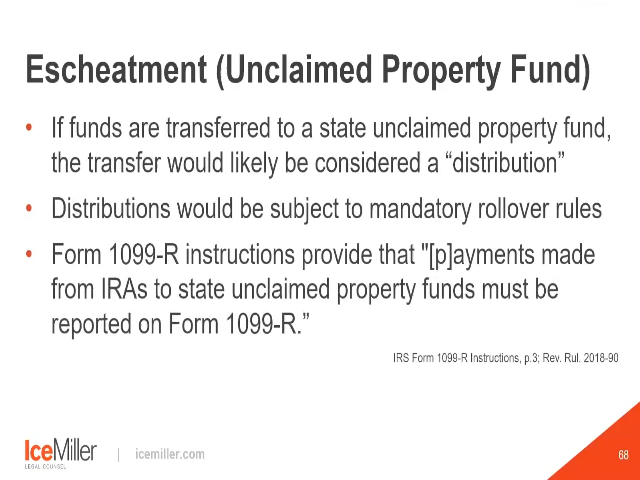 Escheatment (Unclaimed Property Fund)
• If funds are transferred to a state unclaimed property fund,
the transfer would likely be considered a “distribution”
• Distributions would be subject to mandatory rollover rules
• Form 1099-R instructions provide that "[p]ayments made
from IRAs to state unclaimed property funds must be
reported on Form 1099-R.”
IRS Form 1099-R Instructions, p.3; Rev. Rul. 2018-90
IceMiller
LEGAL COUNSEL
| icemiller.com
68